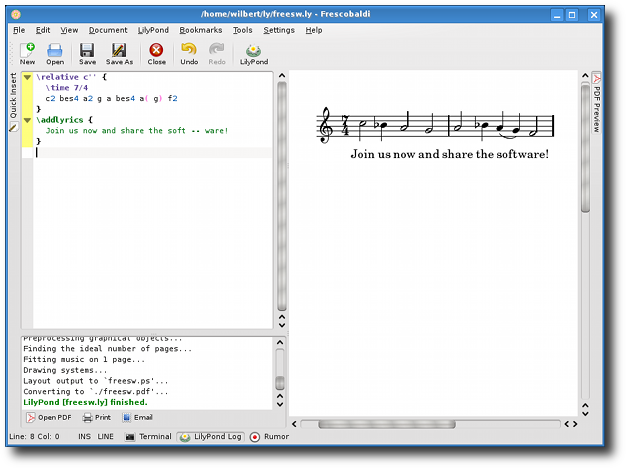 /home/wilbert/ly/freesw.ly - Frescobaldi
File Edit View Document LilyPond Bookmarks Tools Settings Help
New Open Save Save As Close Undo Redo LilyPond
Quick Insert
\relative c'' {
\time 7/4
c2 bes4 a2 g a bes4 a( g) f2
}
\addlyrics {
Join us now and share the soft -- ware!
}
7
4
Join us now and share the software!
PDF Preview
Preprocessing graphical objects...
Finding the ideal number of pages...
Fitting music on 1 page...
Drawing systems...
Layout output to `freesw.ps'...
Converting to `./freesw.pdf'...
LilyPond [freesw.ly] finished.
Open PDF Print Email
Line: 8 Col: 0 INS LINE Terminal LilyPond Log Rumor